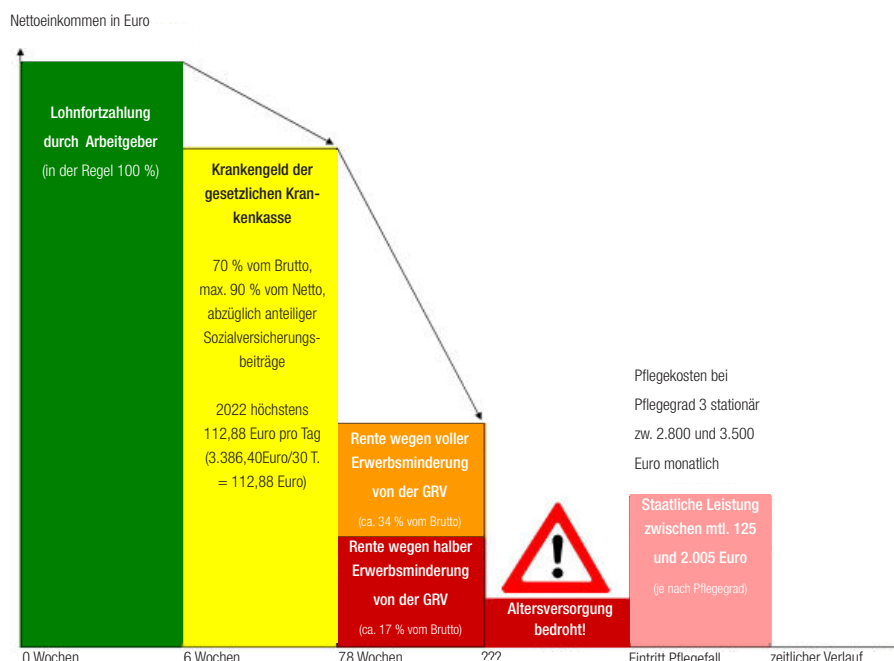 Nettoeinkommen in Euro
Lohnfortzahlung
durch Arbeitgeber
(in der Regel 100 %)
Krankengeld der
gesetzlichen Kran-
kenkasse
70 % vom Brutto,
max. 90 % vom Netto,
abzüglich anteiliger
Sozialversicherungs-
beiträge
2022 höchstens
112,88 Euro pro Tag
(3.386,40Euro/30 T.
= 112,88 Euro)
Rente wegen voller
Erwerbsminderung
von der GRV
(ca. 34 % vom Brutto)
Rente wegen halber
Erwerbsminderung
von der GRV
(ca. 17 % vom Brutto)
!
Altersversorgung
bedroht!
Pflegekosten bei
Pflegegrad 3 stationär
zw. 2.800 und 3.500
Euro monatlich
Staatliche Leistung
zwischen mtl. 125
und 2.005 Euro
(je nach Pflegegrad)
0 Wochen 6 Wochen 78 Wochen ??? Eintritt Pflegefall zeitlicher Verlauf